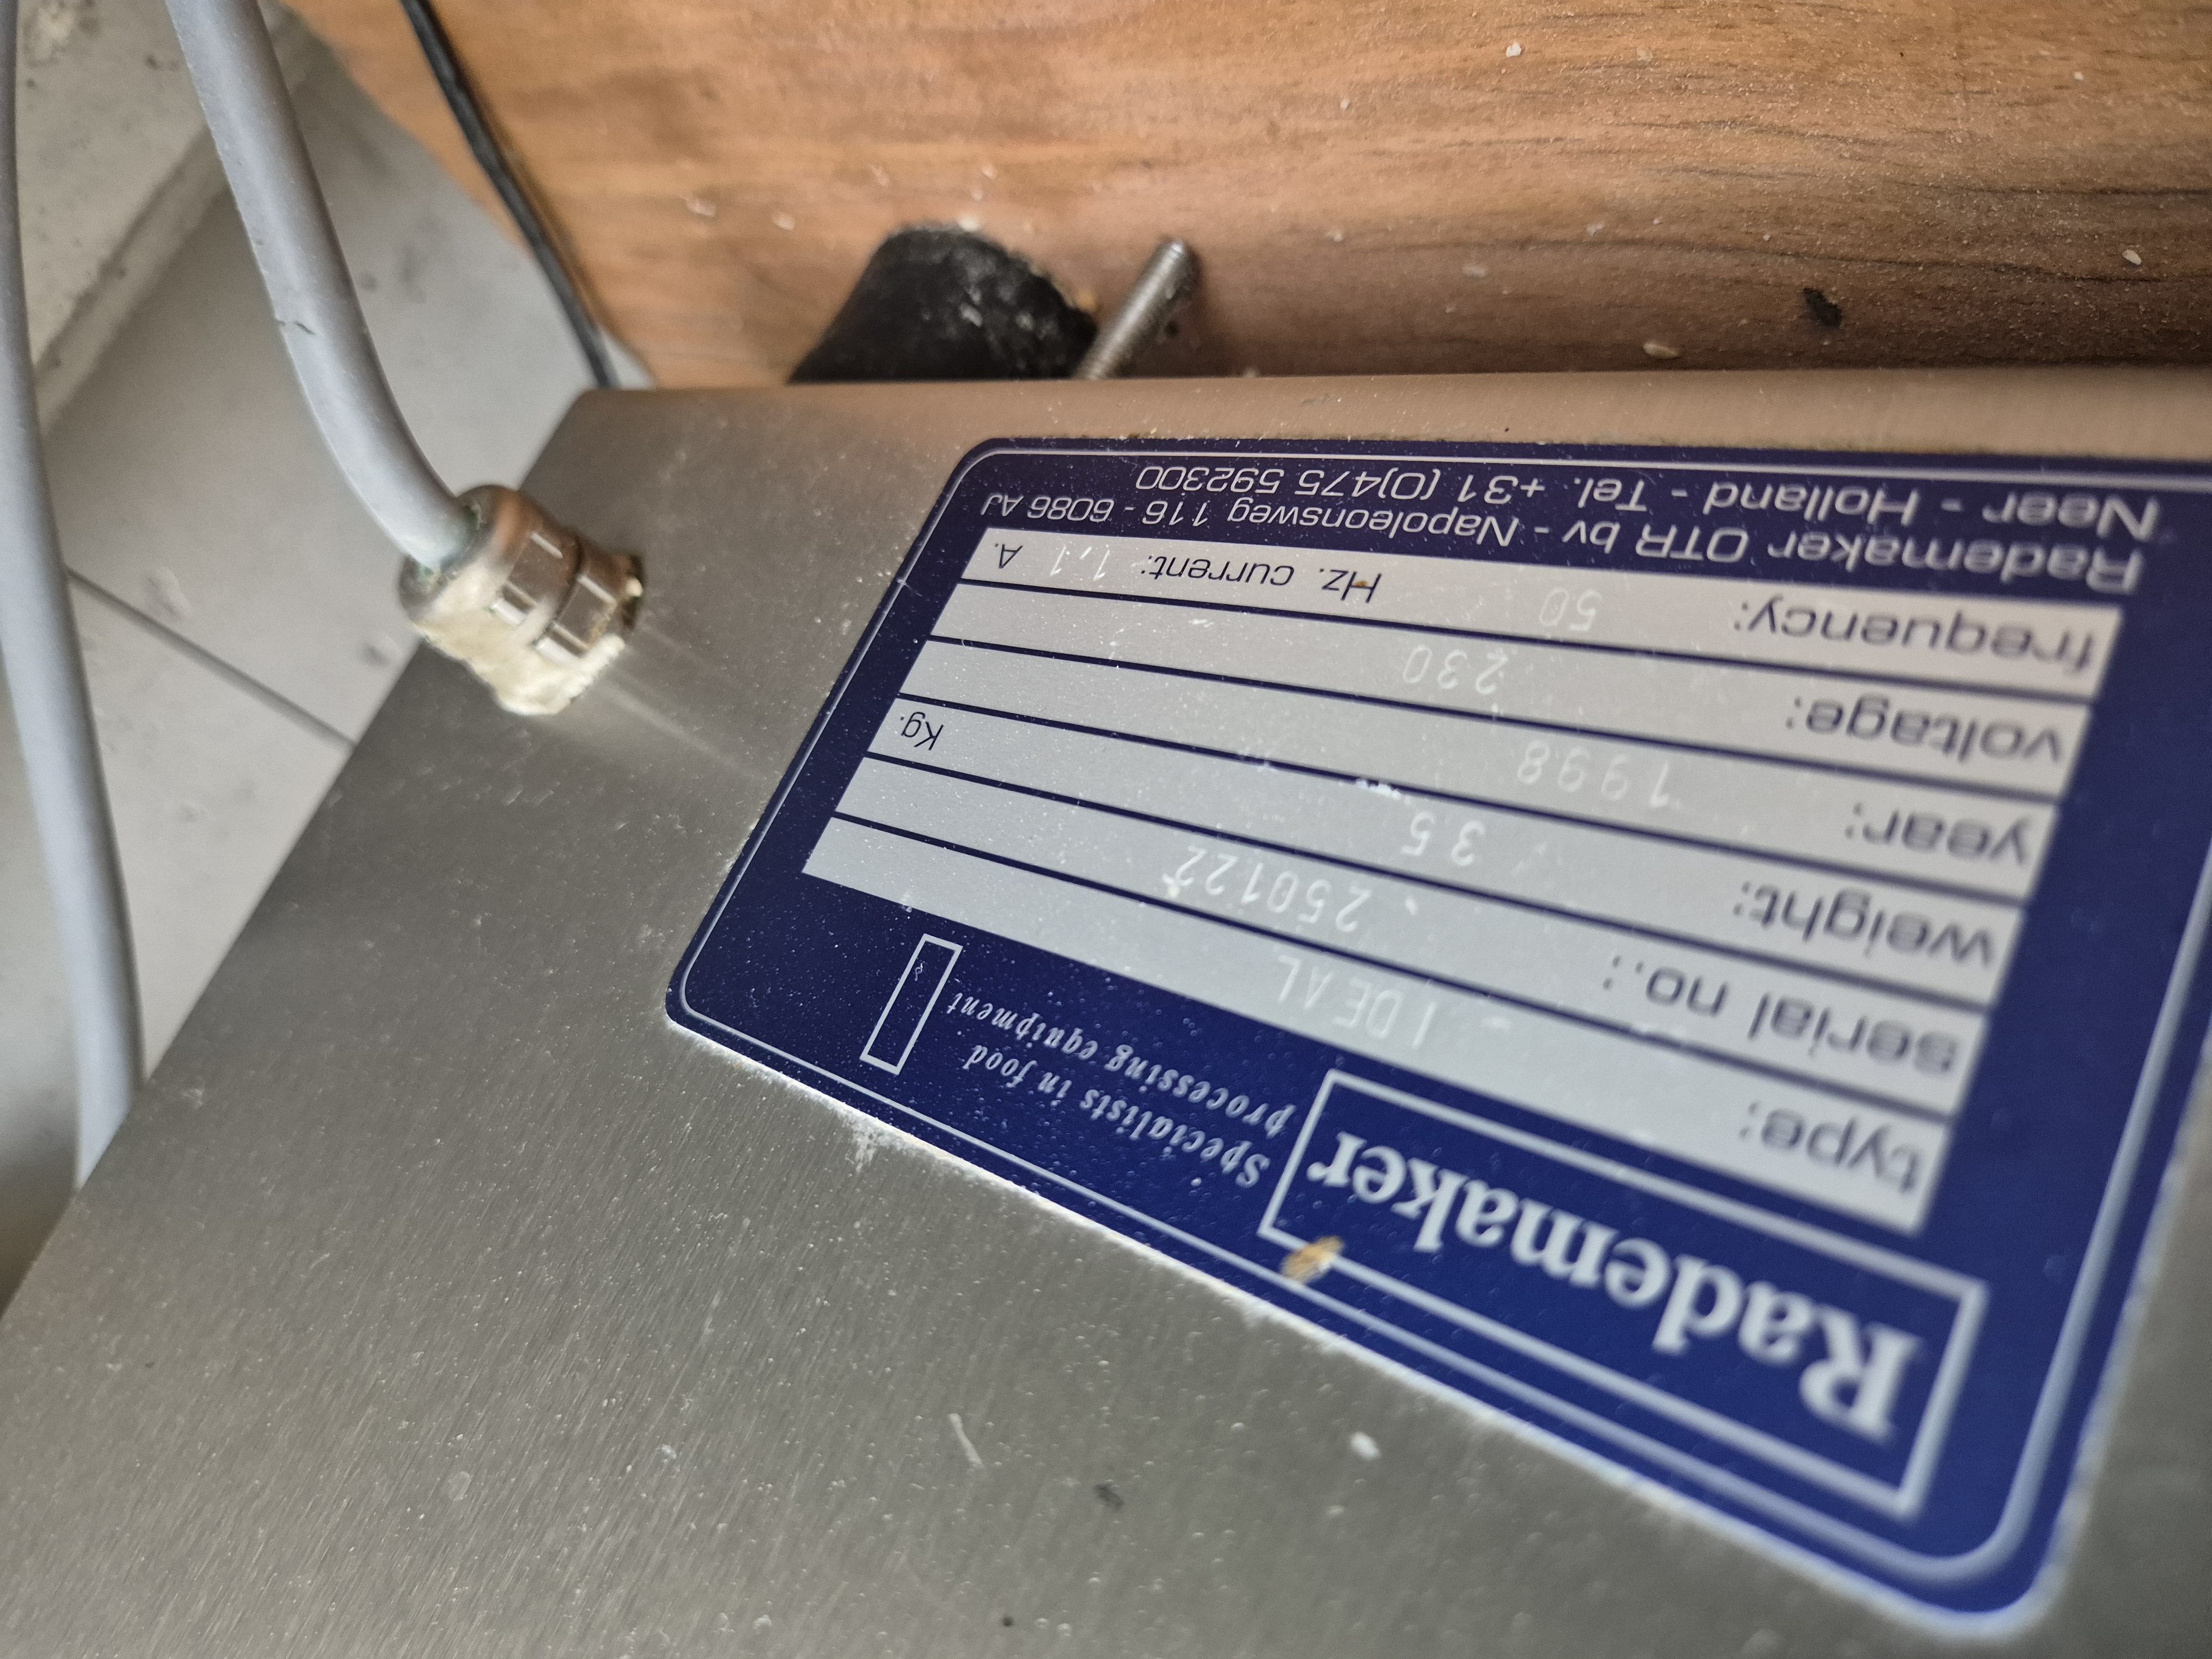 Rademaker
Specialists in food
processing equipment
type: IDEAL
serial no.: 250122
weight: 35 Kg.
year: 1998
voltage: 230
frequency: 50 Hz. current: 1,1 A.
Rademaker OTR bv - Napoleonsweg 116 - 6086 AJ
Neer - Holland - Tel. +31 (0)475 592300